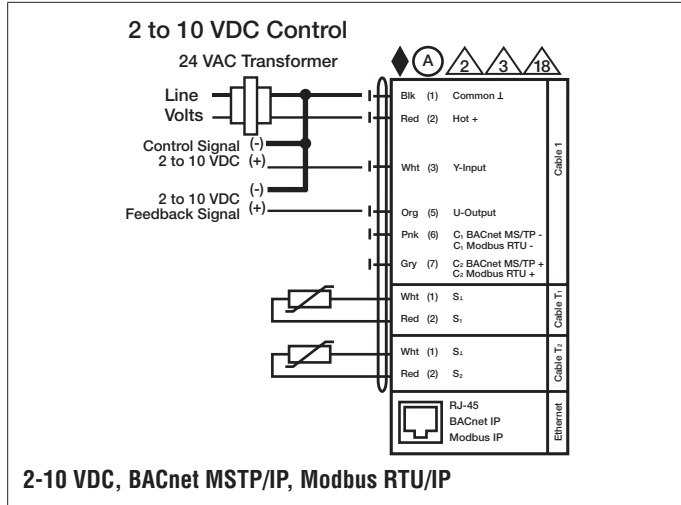 2 to 10 VDC Control
24 VAC Transformer
A 2 3 18
Line
Volts
Control Signal (-)
2 to 10 VDC (+)
(-)
2 to 10 VDC
Feedback Signal (+)
Blk (1) Common ⊥
Red (2) Hot +
Wht (3) Y-Input
Org (5) U-Output
Pnk (6) C₁ BACnet MS/TP -
C₁ Modbus RTU -
Gry (7) C₂ BACnet MS/TP +
C₂ Modbus RTU +
Cable 1
Wht (1) S⊥
Red (2) S₁
Cable T₁
Wht (1) S⊥
Red (2) S₂
Cable T₂
RJ-45
BACnet IP
Modbus IP
Ethernet
2-10 VDC, BACnet MSTP/IP, Modbus RTU/IP